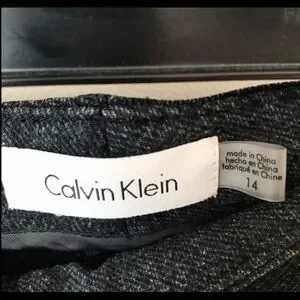 Calvin Klein
made in China
hecho en China
fabriqué en Chine
14